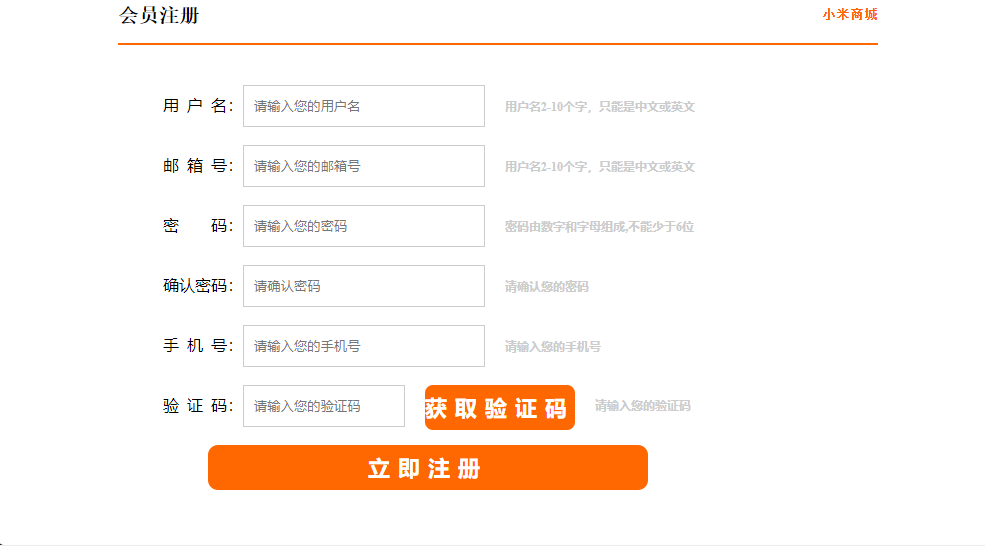 会员注册 小米商城
用 户 名： 请输入您的用户名 用户名2-10个字，只能是中文或英文
邮 箱 号： 请输入您的邮箱号 用户名2-10个字，只能是中文或英文
密 码： 请输入您的密码 密码由数字和字母组成,不能少于6位
确认密码： 请确认密码 请确认您的密码
手 机 号： 请输入您的手机号 请输入您的手机号
验 证 码： 请输入您的验证码 获取验证码 请输入您的验证码
立即注册